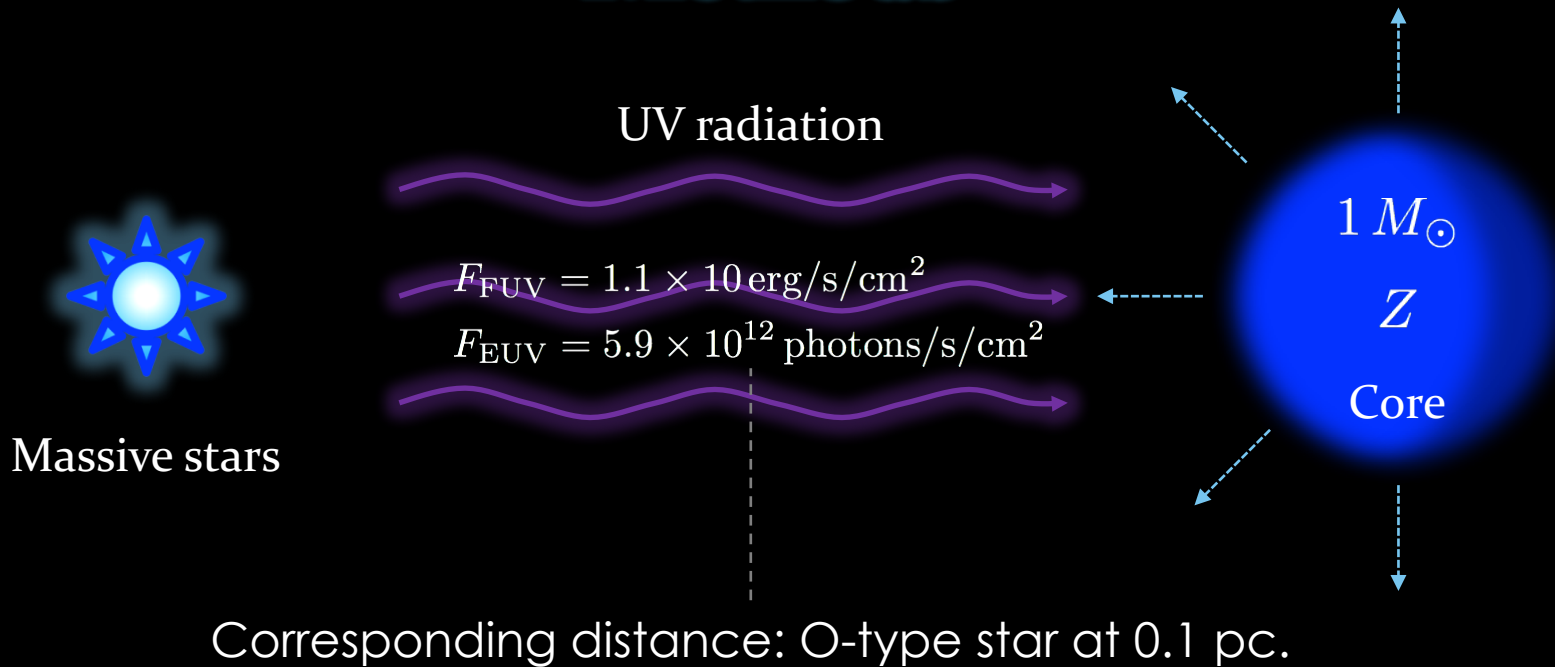 UV radiation
F_FUV = 1.1 × 10 erg/s/cm²
F_EUV = 5.9 × 10¹² photons/s/cm²
1 M☉
Z
Core
Massive stars
Corresponding distance: O-type star at 0.1 pc.